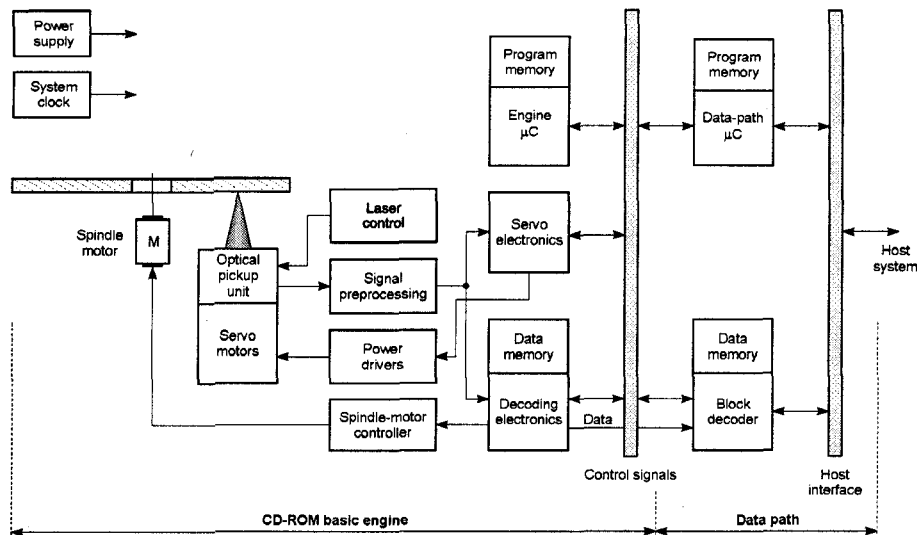 Power
supply
System
clock
Program
memory
Engine
µC
Program
memory
Data-path
µC
Spindle
motor
M
Laser
control
Optical
pickup
unit
Servo
motors
Signal
preprocessing
Power
drivers
Spindle-motor
controller
Servo
electronics
Data
memory
Decoding
electronics
Data
Data
memory
Block
decoder
Host
system
Control signals
Host
interface
CD-ROM basic engine
Data path